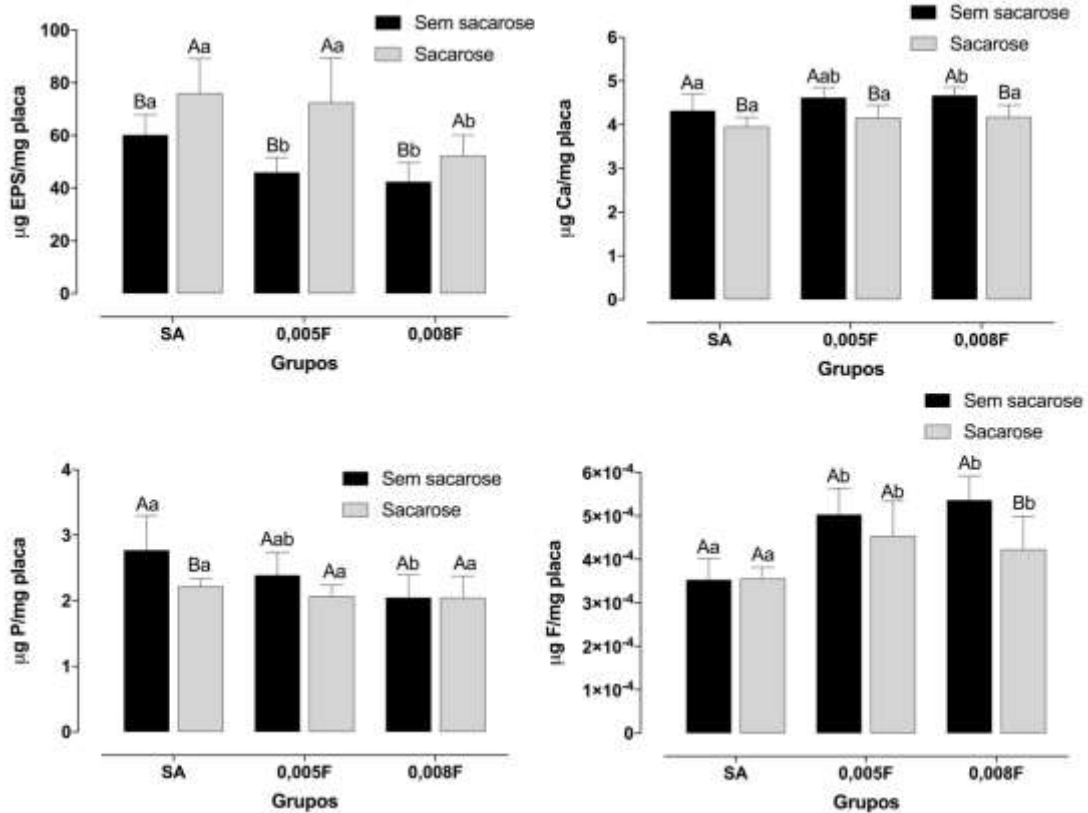 Sem sacarose
Sacarose
100
80
60
40
20
0
µg EPS/mg placa
Ba
Aa
Bb
Aa
Bb
Ab
SA
0,005F
0,008F
Grupos
Sem sacarose
Sacarose
6
5
4
3
2
1
0
µg Ca/mg placa
Aa
Ba
Aab
Ba
Ab
Ba
SA
0,005F
0,008F
Grupos
Sem sacarose
Sacarose
4
3
2
1
0
µg P/mg placa
Aa
Ba
Aab
Aa
Ab
Aa
SA
0,005F
0,008F
Grupos
Sem sacarose
Sacarose
6×10⁻⁴
5×10⁻⁴
4×10⁻⁴
3×10⁻⁴
2×10⁻⁴
1×10⁻⁴
0
µg F/mg placa
Aa
Aa
Ab
Ab
Ab
Bb
SA
0,005F
0,008F
Grupos